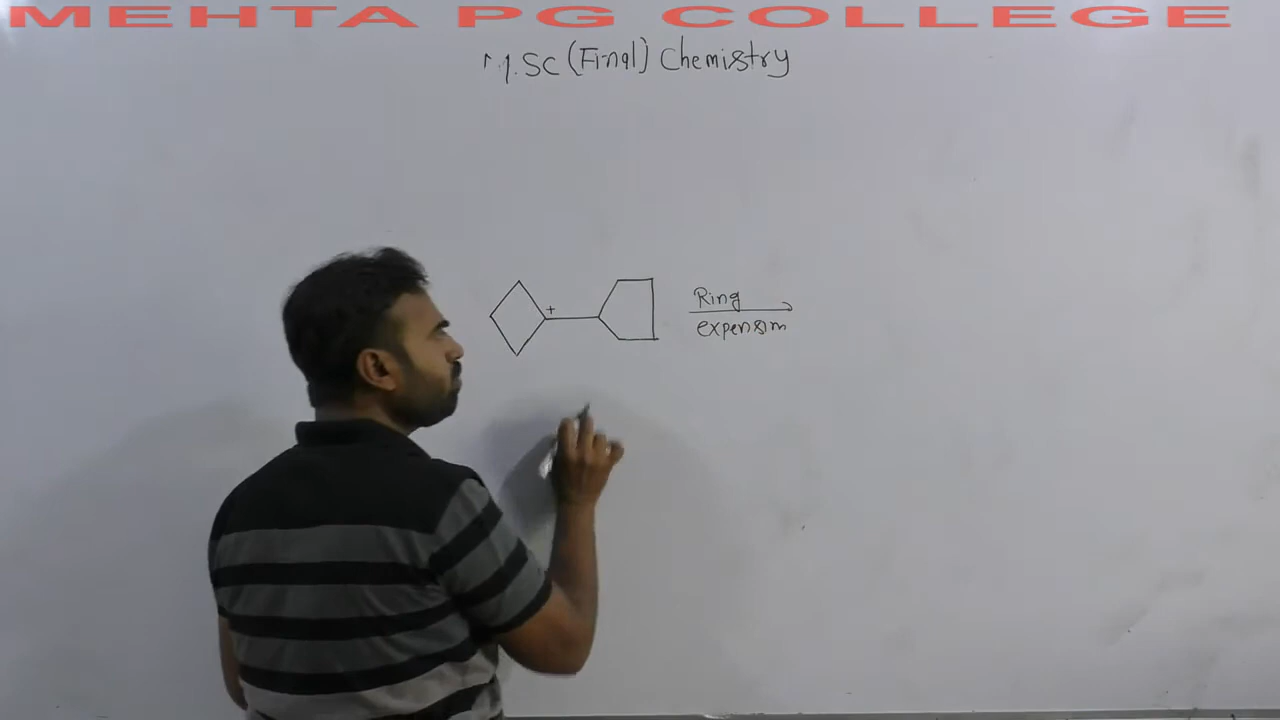 MEHTA PG COLLEGE
M.SC (Final) Chemistry
+
Ring
expension